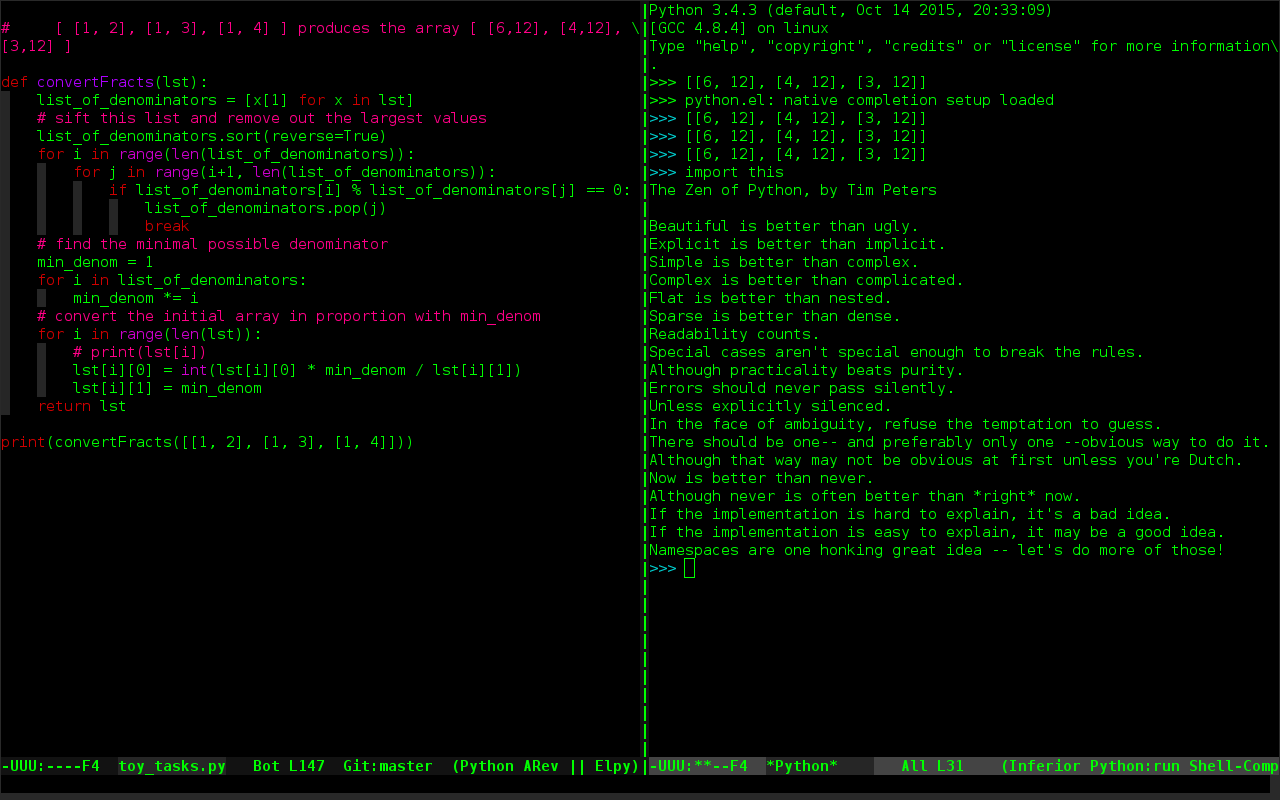 #     [ [1, 2], [1, 3], [1, 4] ] produces the array [ [6,12], [4,12], \
[3,12] ]

def convertFracts(lst):
    list_of_denominators = [x[1] for x in lst]
    # sift this list and remove out the largest values
    list_of_denominators.sort(reverse=True)
    for i in range(len(list_of_denominators)):
        for j in range(i+1, len(list_of_denominators)):
            if list_of_denominators[i] % list_of_denominators[j] == 0:
                list_of_denominators.pop(j)
                break
    # find the minimal possible denominator
    min_denom = 1
    for i in list_of_denominators:
        min_denom *= i
    # convert the initial array in proportion with min_denom
    for i in range(len(lst)):
        # print(lst[i])
        lst[i][0] = int(lst[i][0] * min_denom / lst[i][1])
        lst[i][1] = min_denom
    return lst

print(convertFracts([[1, 2], [1, 3], [1, 4]]))
-UUU:----F4  toy_tasks.py   Bot L147  Git:master  (Python ARev || Elpy)
Python 3.4.3 (default, Oct 14 2015, 20:33:09)
[GCC 4.8.4] on linux
Type "help", "copyright", "credits" or "license" for more information\
.
>>> [[6, 12], [4, 12], [3, 12]]
>>> python.el: native completion setup loaded
>>> [[6, 12], [4, 12], [3, 12]]
>>> [[6, 12], [4, 12], [3, 12]]
>>> [[6, 12], [4, 12], [3, 12]]
>>> import this
The Zen of Python, by Tim Peters

Beautiful is better than ugly.
Explicit is better than implicit.
Simple is better than complex.
Complex is better than complicated.
Flat is better than nested.
Sparse is better than dense.
Readability counts.
Special cases aren't special enough to break the rules.
Although practicality beats purity.
Errors should never pass silently.
Unless explicitly silenced.
In the face of ambiguity, refuse the temptation to guess.
There should be one-- and preferably only one --obvious way to do it.
Although that way may not be obvious at first unless you're Dutch.
Now is better than never.
Although never is often better than *right* now.
If the implementation is hard to explain, it's a bad idea.
If the implementation is easy to explain, it may be a good idea.
Namespaces are one honking great idea -- let's do more of those!
>>>
-UUU:**--F4  *Python*       All L31    (Inferior Python:run Shell-Comp